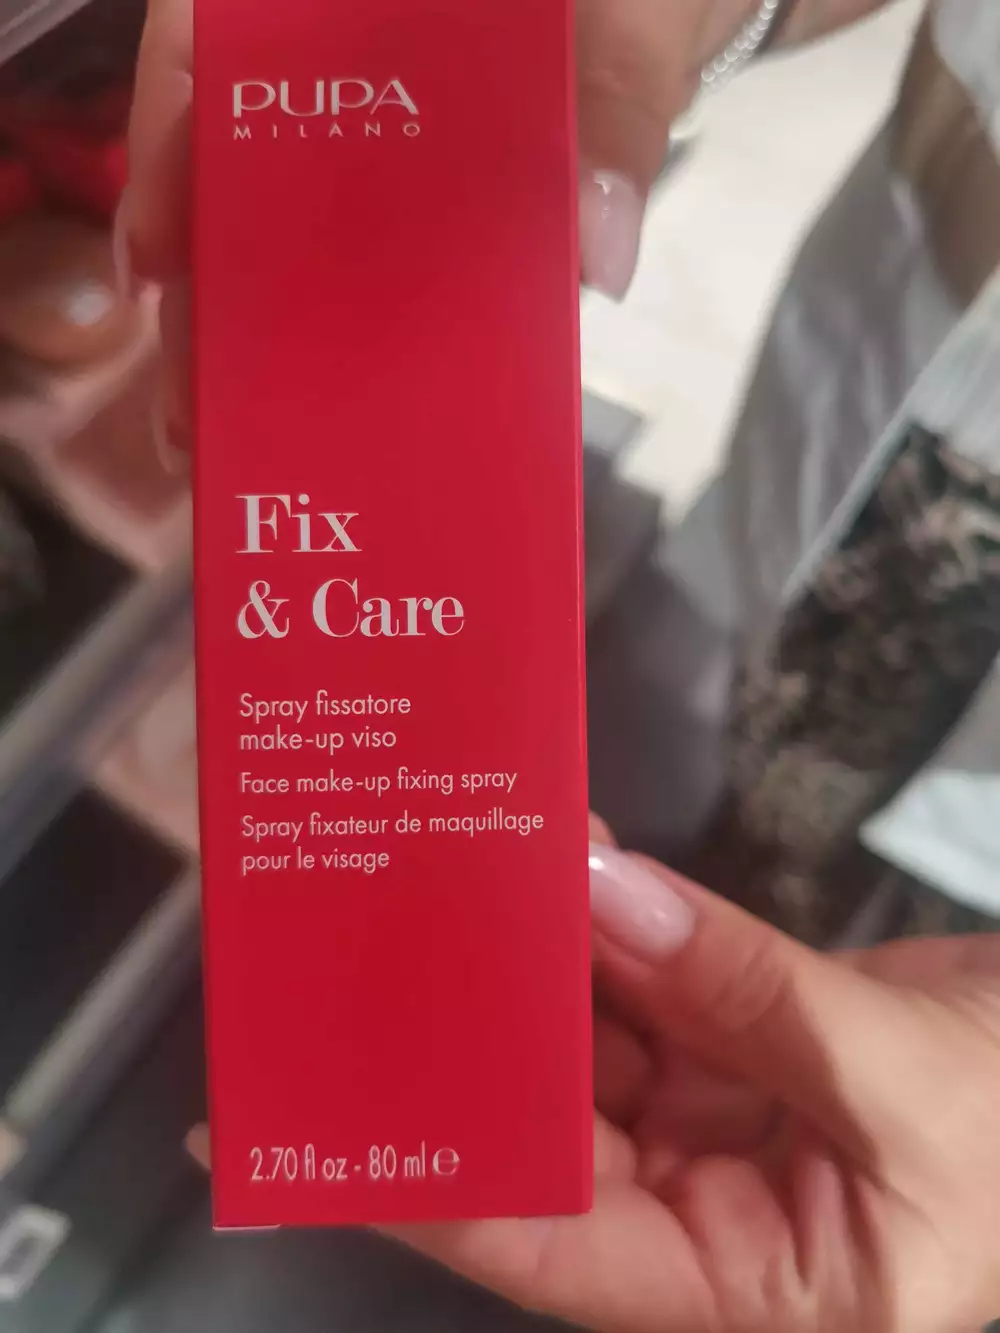 PUPA
MILANO
Fix
& Care
Spray fissatore
make-up viso
Face make-up fixing spray
Spray fixateur de maquillage
pour le visage
2.70 fl oz - 80 ml ℮